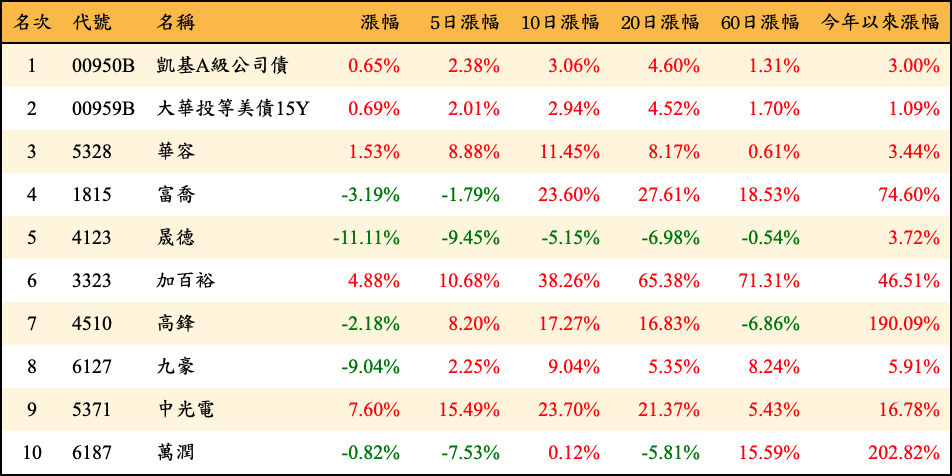 名次 代號 名稱 漲幅 5日漲幅 10日漲幅 20日漲幅 60日漲幅 今年以來漲幅
1 00950B 凱基A級公司債 0.65% 2.38% 3.06% 4.60% 1.31% 3.00%
2 00959B 大華投等美債15Y 0.69% 2.01% 2.94% 4.52% 1.70% 1.09%
3 5328 華容 1.53% 8.88% 11.45% 8.17% 0.61% 3.44%
4 1815 富喬 -3.19% -1.79% 23.60% 27.61% 18.53% 74.60%
5 4123 晟德 -11.11% -9.45% -5.15% -6.98% -0.54% 3.72%
6 3323 加百裕 4.88% 10.68% 38.26% 65.38% 71.31% 46.51%
7 4510 高鋒 -2.18% 8.20% 17.27% 16.83% -6.86% 190.09%
8 6127 九豪 -9.04% 2.25% 9.04% 5.35% 8.24% 5.91%
9 5371 中光電 7.60% 15.49% 23.70% 21.37% 5.43% 16.78%
10 6187 萬潤 -0.82% -7.53% 0.12% -5.81% 15.59% 202.82%